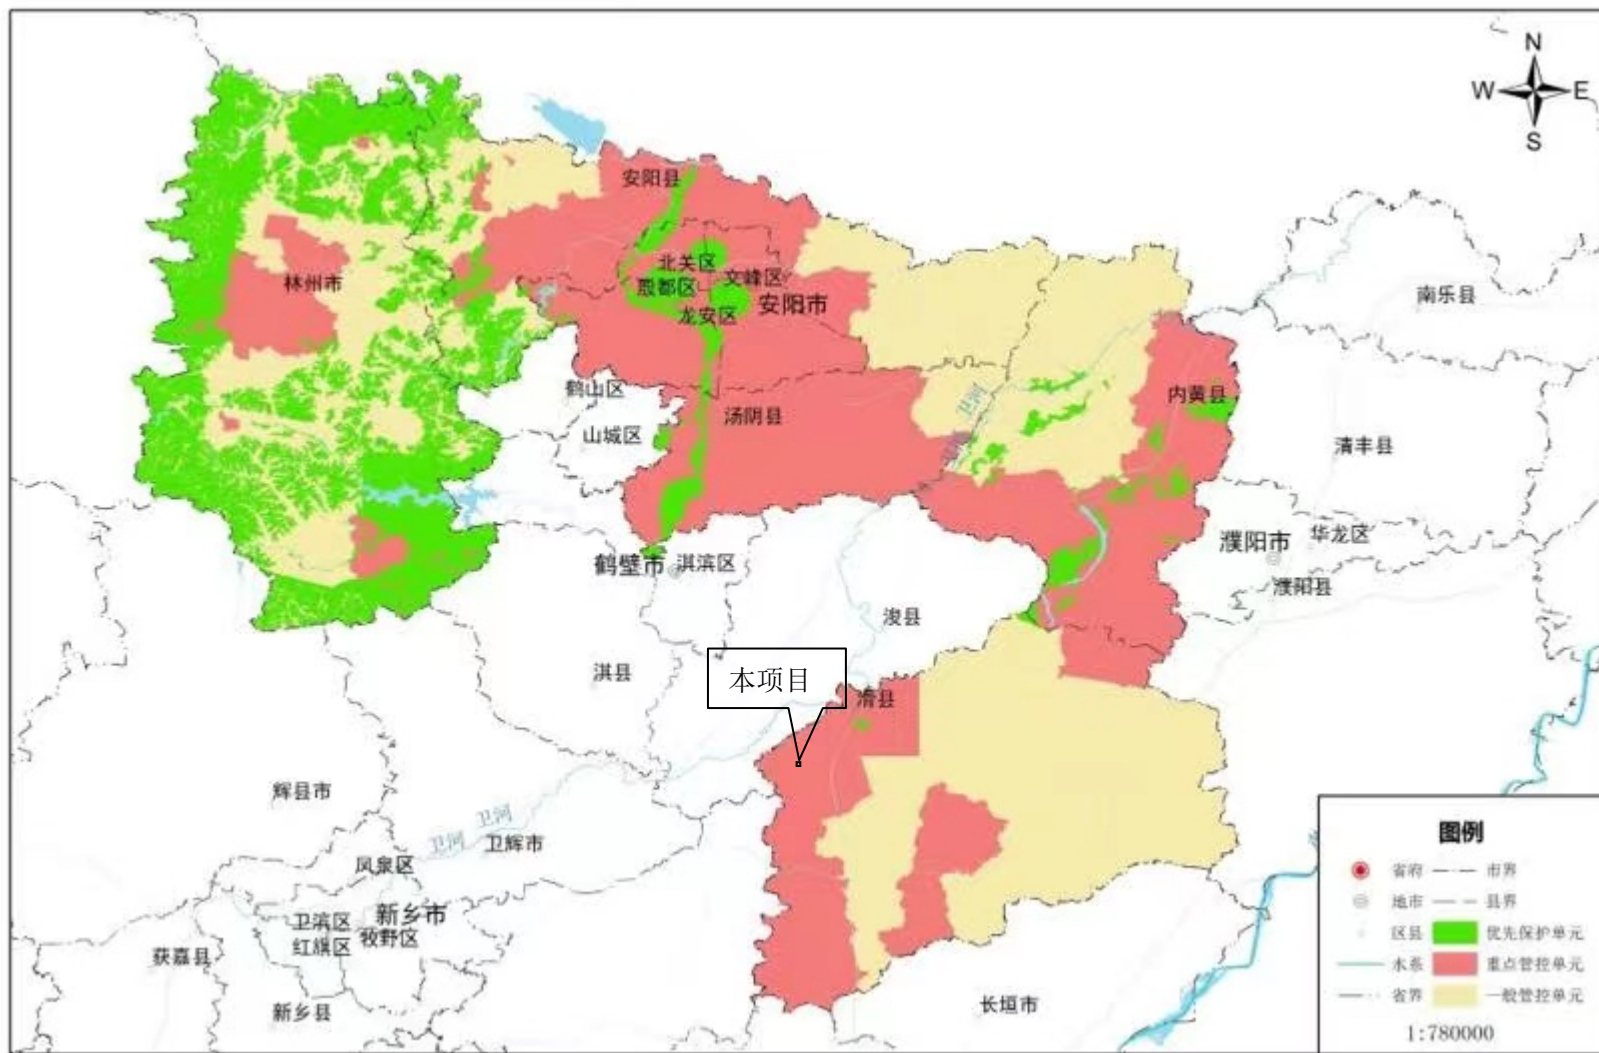 N
W E
S
安阳县
北关区
文峰区
殷都区
安阳市
龙安区
林州市
南乐县
鹤山区
汤阴县
卫河
内黄县
山城区
清丰县
濮阳市
华龙区
鹤壁市
淇滨区
濮阳县
浚县
淇县
本项目
滑县
辉县市
卫河
卫河
卫辉市
凤泉区
卫滨区
新乡市
红旗区
牧野区
获嘉县
新乡县
长垣市
图例
省府 市界
地市 县界
区县 优先保护单元
水系 重点管控单元
省界 一般管控单元
1:780000